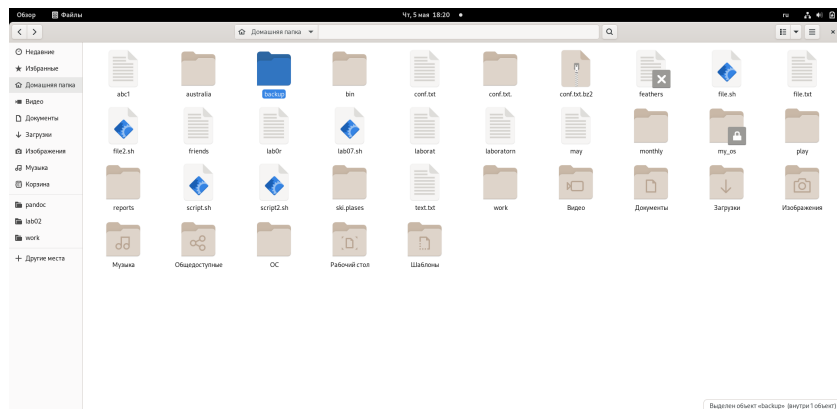 Обзор Файлы Чт, 5 мая 18:20 ru
Домашняя папка
Недавние
Избранные
Домашняя папка
Видео
Документы
Загрузки
Изображения
Музыка
Корзина
pandoc
lab02
work
Другие места
abc1 australia backup bin conf.txt conf.txt. conf.txt.bz2 feathers file.sh file.txt
file2.sh friends lab0r lab07.sh laborat laboratorn may monthly my_os play
reports script.sh script2.sh ski.plases text.txt work Видео Документы Загрузки Изображения
Музыка Общедоступные ОС Рабочий стол Шаблоны
Выделен объект «backup» (внутри 1 объект)